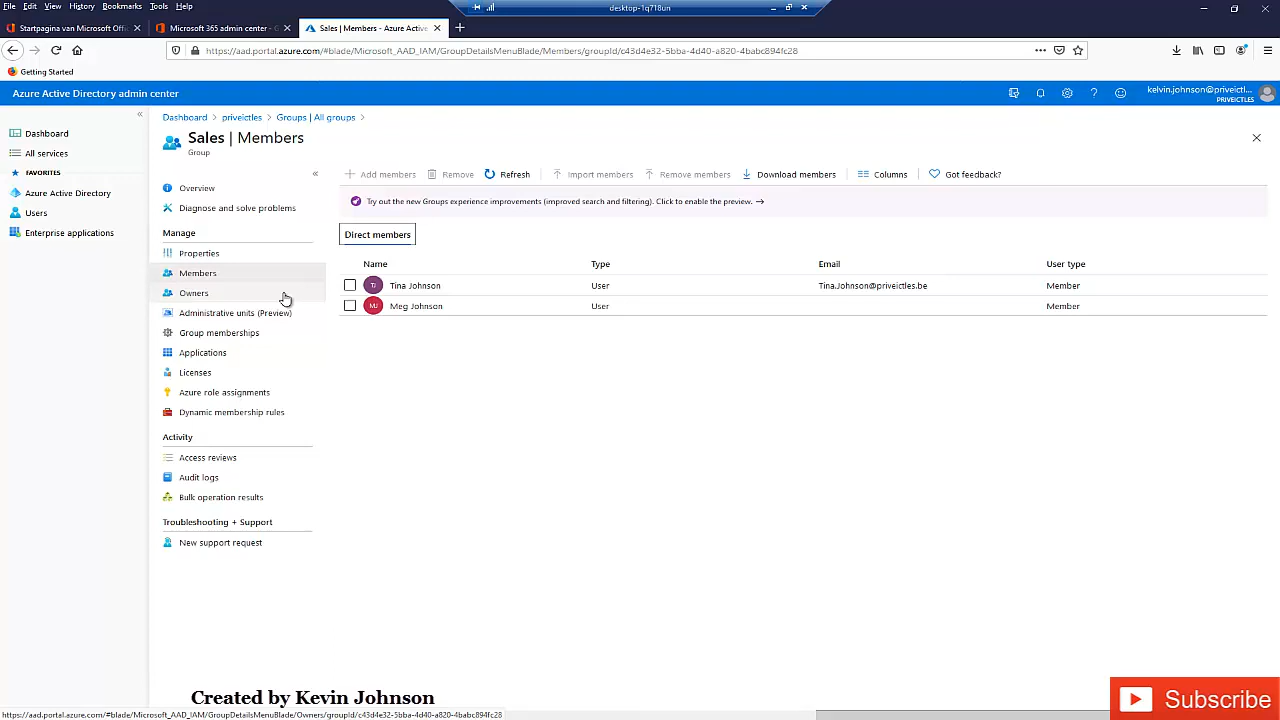 File Edit View History Bookmarks Tools Help
desktop-1q718un
Startpagina van Microsoft Offi
Microsoft 365 admin center -
Sales | Members - Azure Active
https://aad.portal.azure.com/#blade/Microsoft_AAD_IAM/GroupDetailsMenuBlade/Members/groupId/c43d4e32-5bba-4d40-a820-4babc894fc28
Getting Started
Azure Active Directory admin center
kelvin.johnson@priveictl...
PRIVEICTLES
Dashboard
All services
FAVORITES
Azure Active Directory
Users
Enterprise applications
Dashboard > priveictles > Groups | All groups >
Sales | Members
Group
Overview
Diagnose and solve problems
Manage
Properties
Members
Owners
Administrative units (Preview)
Group memberships
Applications
Licenses
Azure role assignments
Dynamic membership rules
Activity
Access reviews
Audit logs
Bulk operation results
Troubleshooting + Support
New support request
Add members Remove Refresh Import members Remove members Download members Columns Got feedback?
Try out the new Groups experience improvements (improved search and filtering). Click to enable the preview. →
Direct members
Name Type Email User type
TJ Tina Johnson User Tina.Johnson@priveictles.be Member
MJ Meg Johnson User Member
Created by Kevin Johnson
Subscribe
https://aad.portal.azure.com/#blade/Microsoft_AAD_IAM/GroupDetailsMenuBlade/Owners/groupId/c43d4e32-5bba-4d40-a820-4babc894fc28